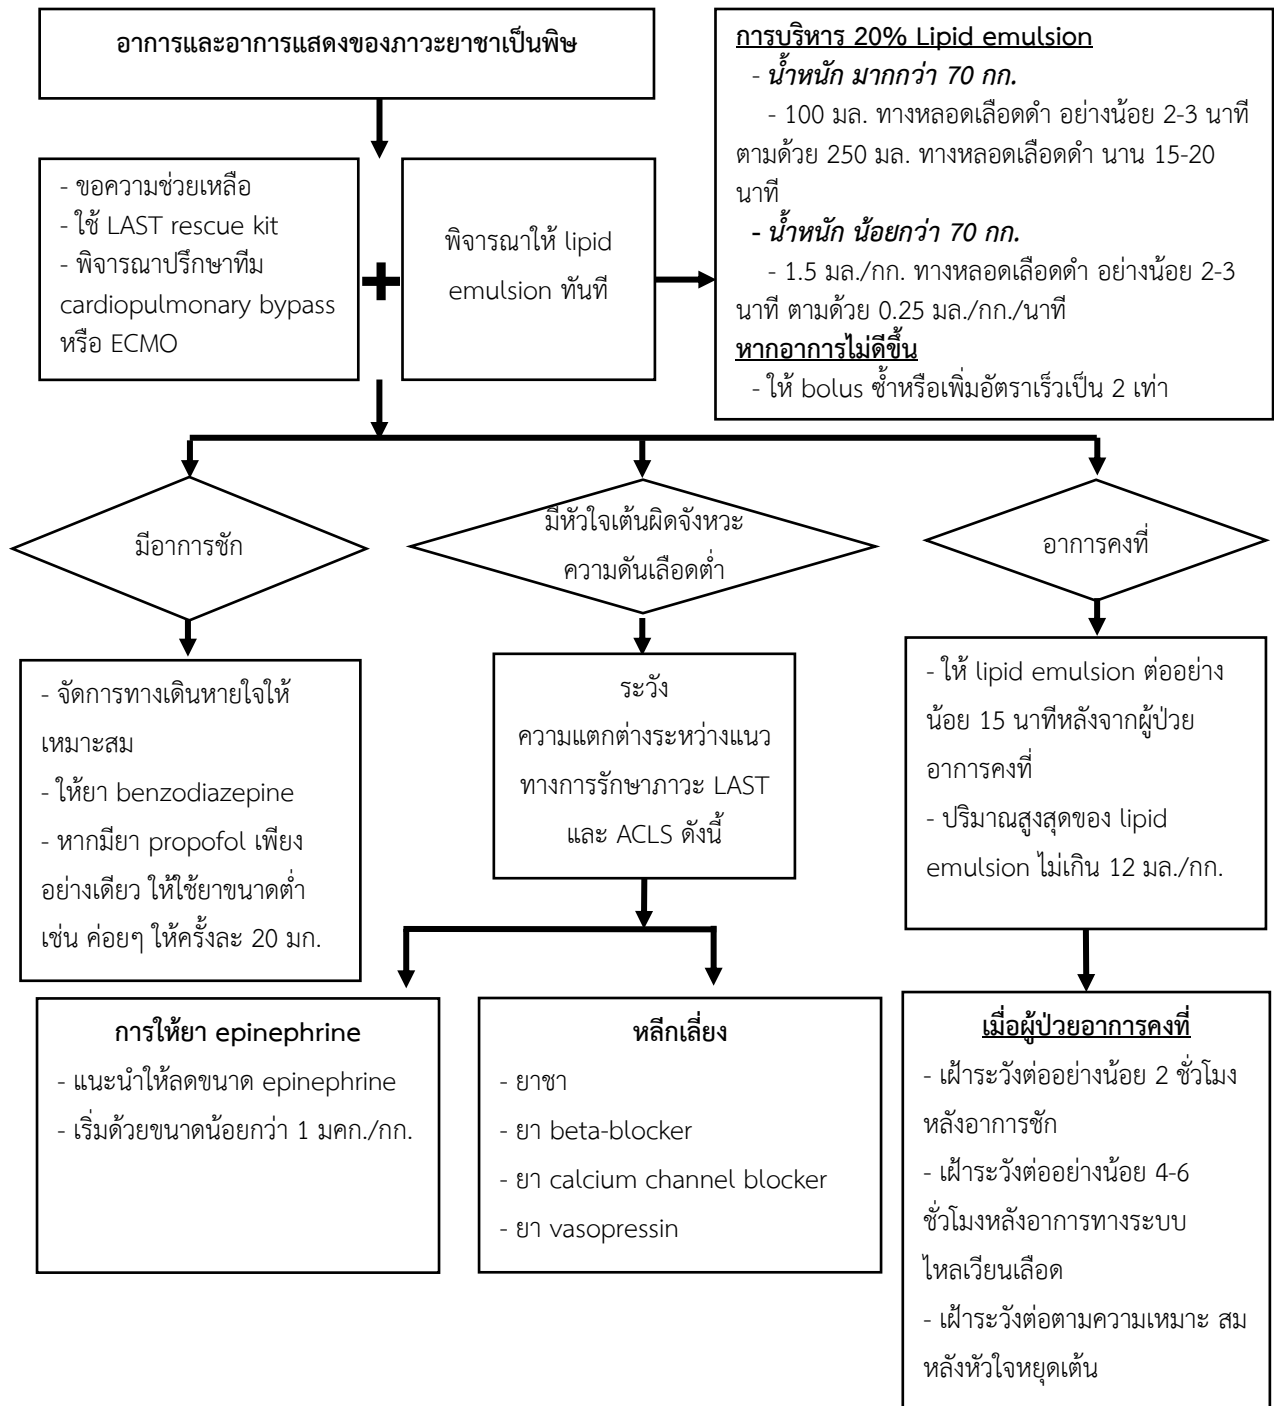 อาการและอาการแสดงของภาวะยาชาเป็นพิษ
การบริหาร 20% Lipid emulsion
- น้ำหนัก มากกว่า 70 กก.
- 100 มล. ทางหลอดเลือดดำ อย่างน้อย 2-3 นาที
ตามด้วย 250 มล. ทางหลอดเลือดดำ นาน 15-20
นาที
- น้ำหนัก น้อยกว่า 70 กก.
- 1.5 มล./กก. ทางหลอดเลือดดำ อย่างน้อย 2-3
นาที ตามด้วย 0.25 มล./กก./นาที
หากอาการไม่ดีขึ้น
- ให้ bolus ซ้ำหรือเพิ่มอัตราเร็วเป็น 2 เท่า
- ขอความช่วยเหลือ
- ใช้ LAST rescue kit
- พิจารณาปรึกษาทีม
cardiopulmonary bypass
หรือ ECMO
พิจารณาให้ lipid
emulsion ทันที
มีอาการชัก
มีหัวใจเต้นผิดจังหวะ
ความดันเลือดต่ำ
อาการคงที่
- จัดการทางเดินหายใจให้
เหมาะสม
- ให้ยา benzodiazepine
- หากมียา propofol เพียง
อย่างเดียว ให้ใช้ยาขนาดต่ำ
เช่น ค่อยๆ ให้ครั้งละ 20 มก.
ระวัง
ความแตกต่างระหว่างแนว
ทางการรักษาภาวะ LAST
และ ACLS ดังนี้
- ให้ lipid emulsion ต่ออย่าง
น้อย 15 นาทีหลังจากผู้ป่วย
อาการคงที่
- ปริมาณสูงสุดของ lipid
emulsion ไม่เกิน 12 มล./กก.
การให้ยา epinephrine
- แนะนำให้ลดขนาด epinephrine
- เริ่มด้วยขนาดน้อยกว่า 1 มคก./กก.
หลีกเลี่ยง
- ยาชา
- ยา beta-blocker
- ยา calcium channel blocker
- ยา vasopressin
เมื่อผู้ป่วยอาการคงที่
- เฝ้าระวังต่ออย่างน้อย 2 ชั่วโมง
หลังอาการชัก
- เฝ้าระวังต่ออย่างน้อย 4-6
ชั่วโมงหลังอาการทางระบบ
ไหลเวียนเลือด
- เฝ้าระวังต่อตามความเหมาะ สม
หลังหัวใจหยุดเต้น